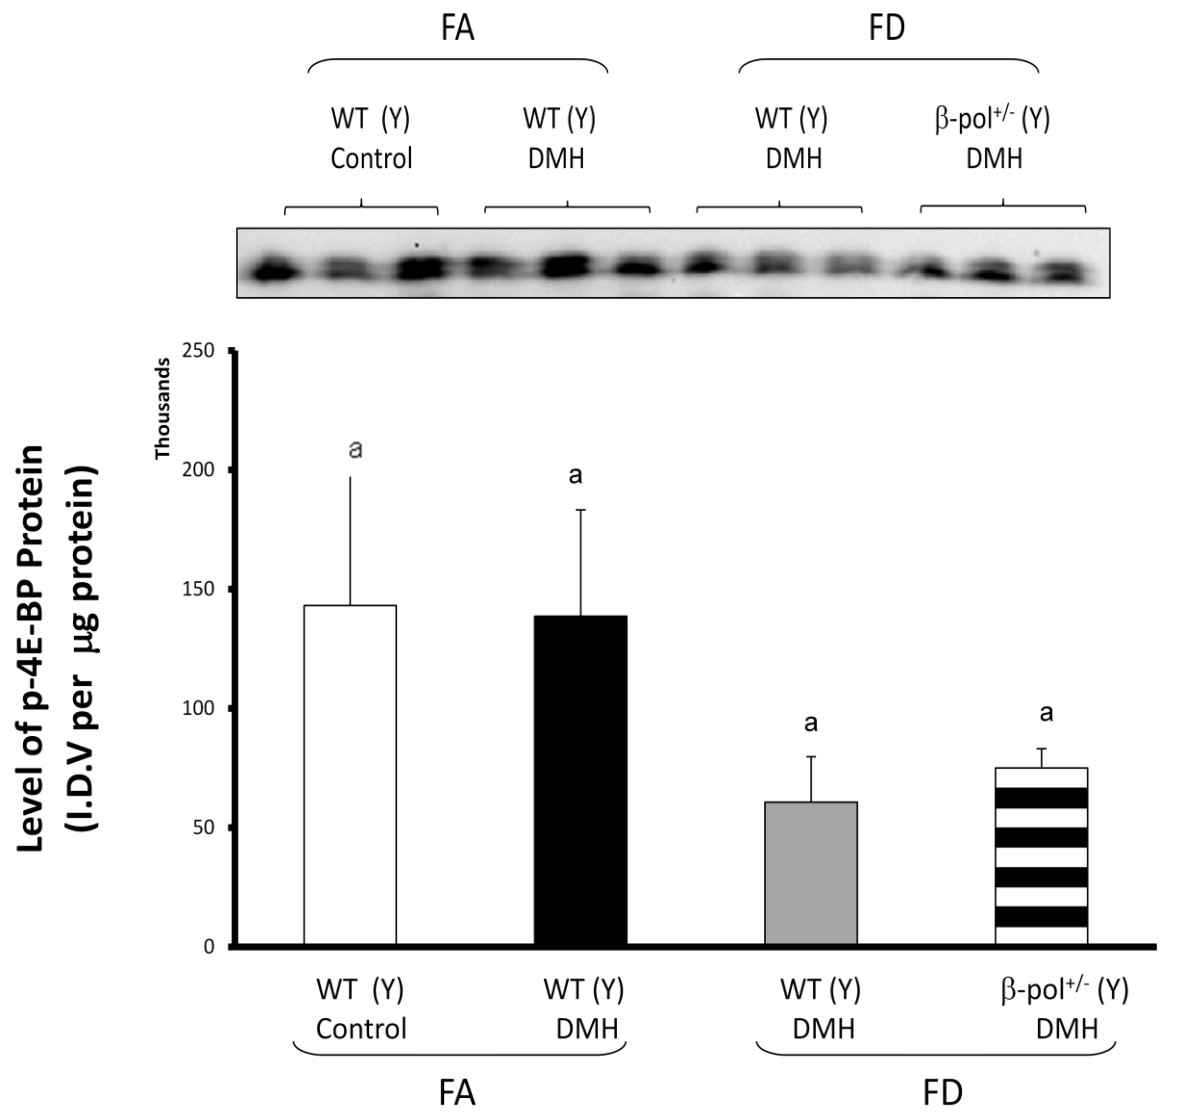 FA FD
WT (Y) WT (Y) WT (Y) β-pol+/- (Y)
Control DMH DMH DMH
Level of p-4E-BP Protein
(I.D.V per μg protein)
Thousands
250
200
150
100
50
0
a
a
a
a
WT (Y) WT (Y) WT (Y) β-pol+/- (Y)
Control DMH DMH DMH
FA FD